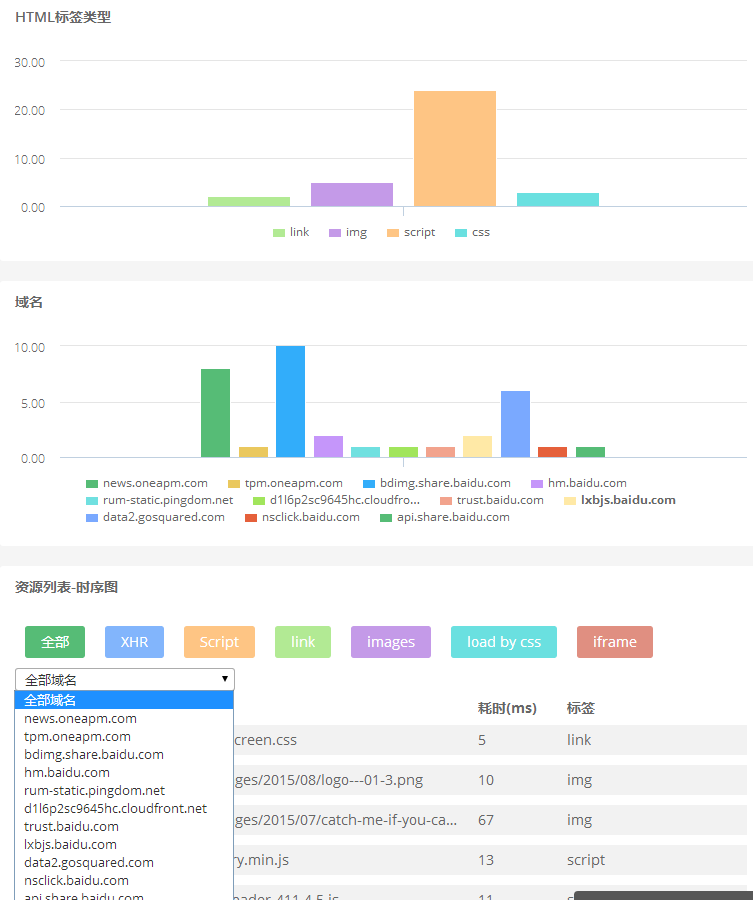 HTML标签类型
30.00
20.00
10.00
0.00
link img script css
域名
10.00
5.00
0.00
news.oneapm.com tpm.oneapm.com bdimg.share.baidu.com hm.baidu.com
rum-static.pingdom.net d1l6p2sc9645hc.cloudfro... trust.baidu.com lxbjs.baidu.com
data2.gosquared.com nsclick.baidu.com api.share.baidu.com
资源列表-时序图
全部 XHR Script link images load by css iframe
全部域名
全部域名
耗时(ms) 标签
news.oneapm.com
tpm.oneapm.com
creen.css 5 link
bdimg.share.baidu.com
hm.baidu.com
ges/2015/08/logo---01-3.png 10 img
rum-static.pingdom.net
d1l6p2sc9645hc.cloudfront.net
ges/2015/07/catch-me-if-you-ca... 67 img
trust.baidu.com
lxbjs.baidu.com
data2.gosquared.com
ry.min.js 13 script
nsclick.baidu.com
api.share.baidu.com
eader-411.4.5.js 11